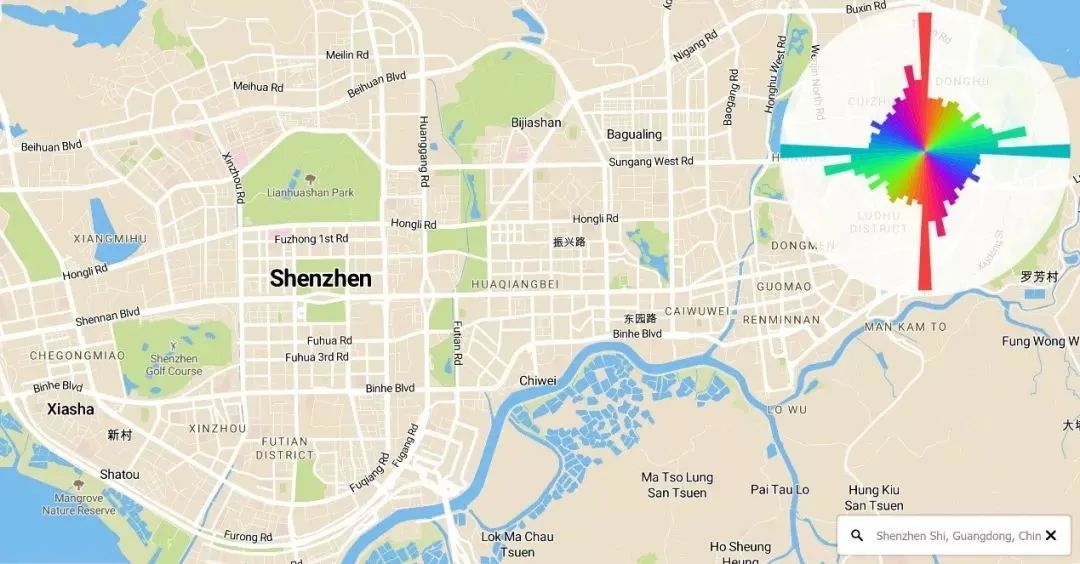 Buxin Rd
Meilin Rd
Nigang Rd
Beihuan Blvd
Meihua Rd
Baogang Rd
Honghu West Rd
DONGHU
Bijiashan
Bagualing
Huanggang Rd
Beihuan Blvd
Xinzhou Rd
Sungang West Rd
Lianhuashan Park
Hongli Rd
Hongli Rd
LUOHU
DISTRICT
XIANGMIHU
Fuzhong 1st Rd
振兴路
DONGMEN
Hongli Rd
Shenzhen
罗芳村
HUAQIANGBEI
GUOMAO
Shennan Blvd
东园路
CAIWUWEI
RENMINNAN
MAN KAM TO
Futian Rd
Binhe Blvd
Fuhua Rd
Fuhua 3rd Rd
Fung Wong W
CHEGONGMIAO
Shenzhen
Golf Course
Binhe Blvd
Binhe Blvd
Chiwei
Xiasha
LO WU
新村
XINZHOU
FUTIAN
DISTRICT
Fugang Rd
Fuqiang Rd
Shatou
Mangrove
Nature Reserve
Ma Tso Lung
San Tsuen
Pai Tau Lo
Hung Kiu
San Tsuen
Furong Rd
Lok Ma Chau
Tsuen
Ho Sheung
Heung
Shenzhen Shi, Guangdong, Chin